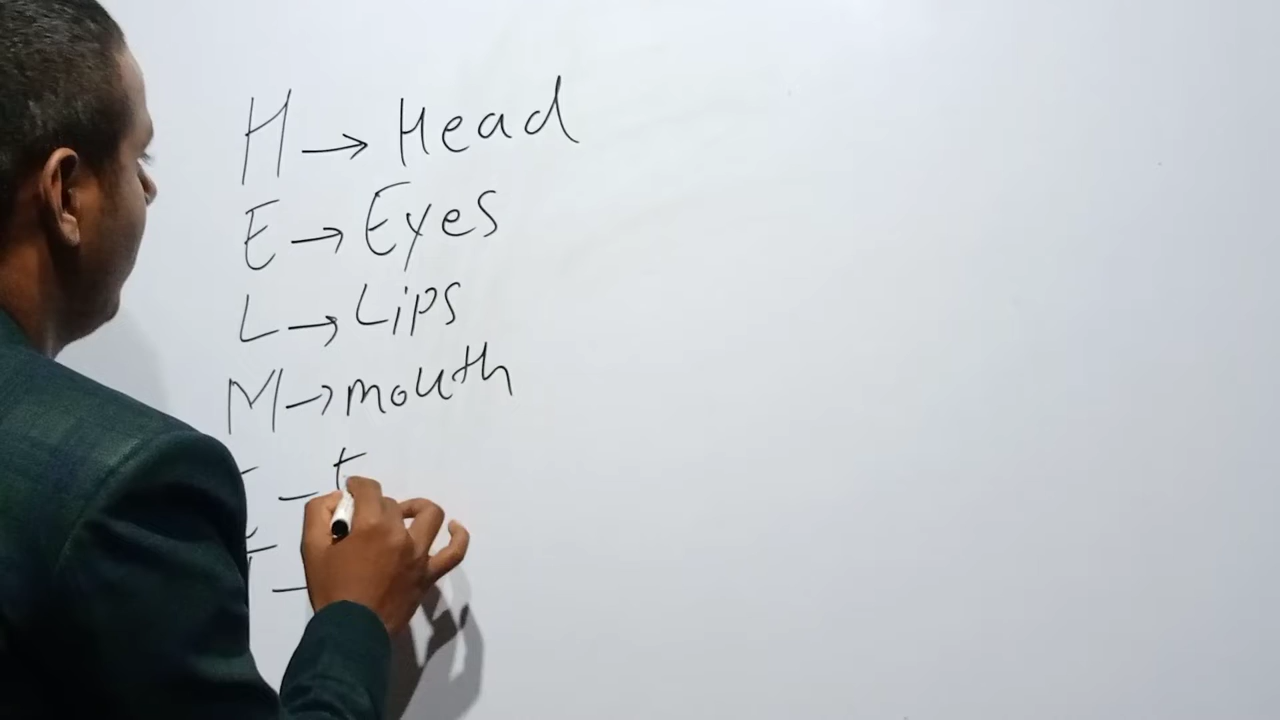 H → Head
E → Eyes
L → Lips
M → mouth